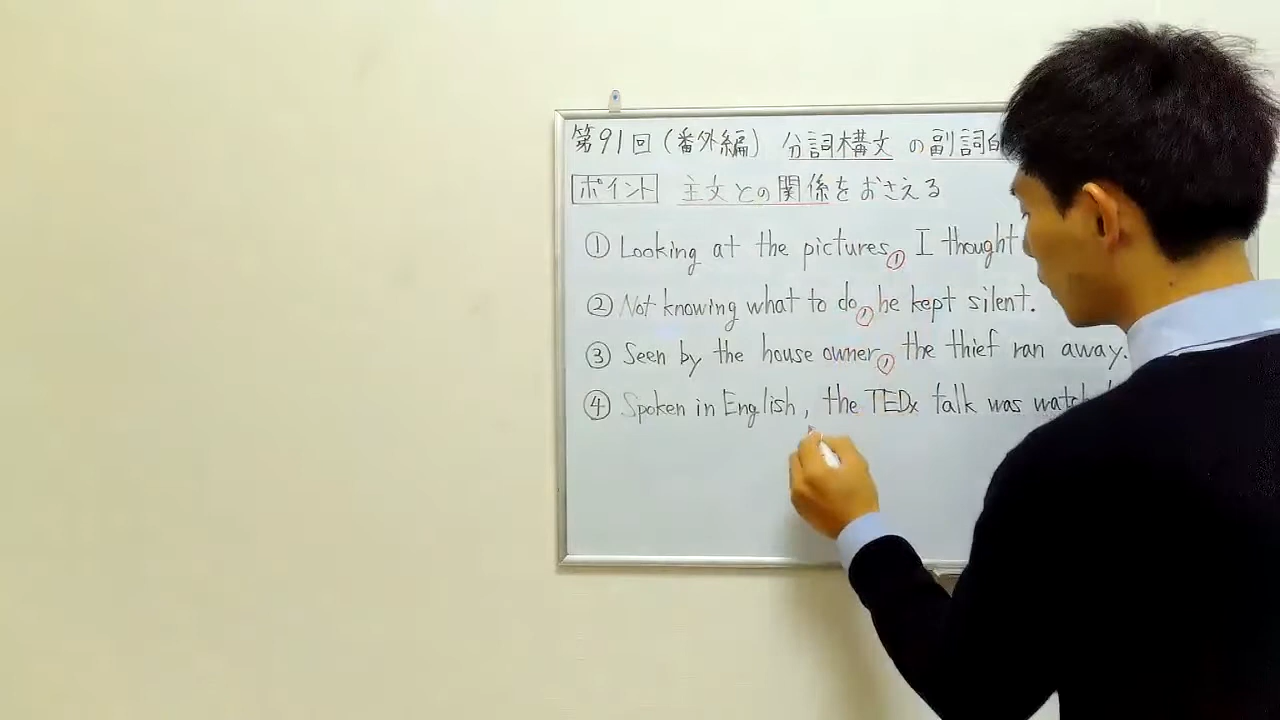 第91回(番外編) 分詞構文の副詞
ポイント 主文との関係をおさえる
① Looking at the pictures, I thought
② Not knowing what to do, he kept silent.
③ Seen by the house owner, the thief ran away.
④ Spoken in English, the TEDx talk was